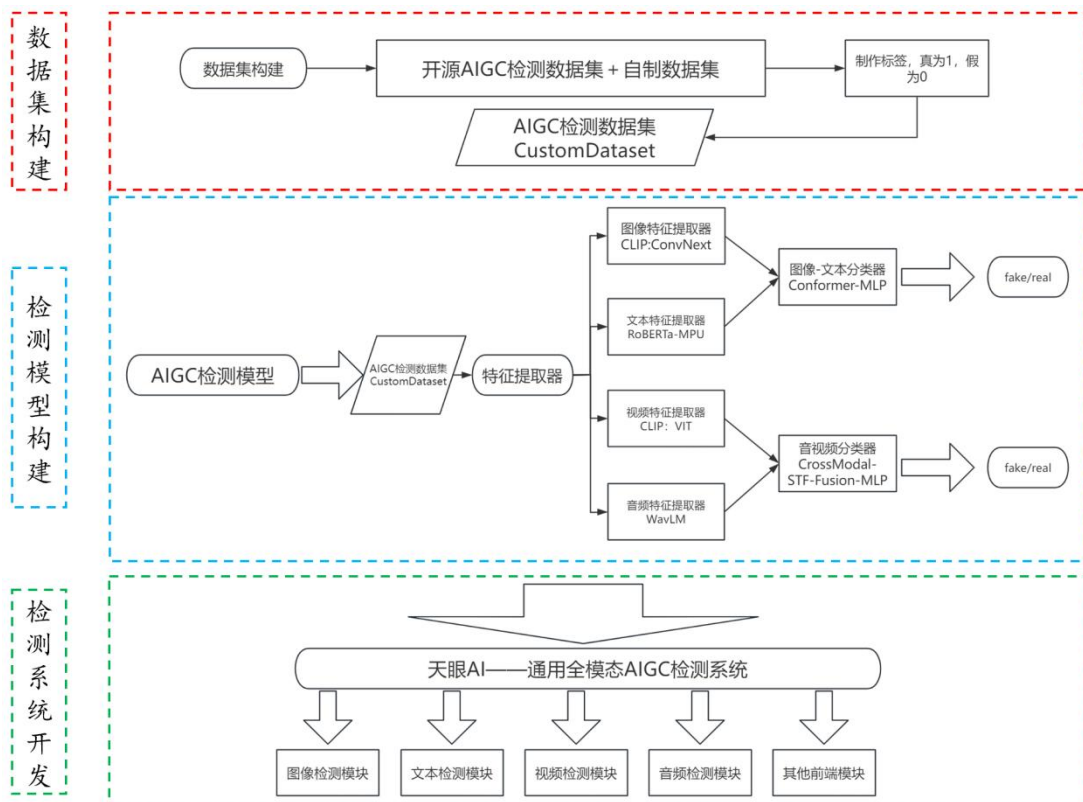 数据集构建
数据集构建
开源AIGC检测数据集＋自制数据集
制作标签，真为1，假
为0
AIGC检测数据集
CustomDataset
检测模型构建
AIGC检测模型
AIGC检测数据集
CustomDataset
特征提取器
图像特征提取器
CLIP:ConvNext
文本特征提取器
RoBERTa-MPU
视频特征提取器
CLIP：VIT
音频特征提取器
WavLM
图像-文本分类器
Conformer-MLP
fake/real
音视频分类器
CrossModal-
STF-Fusion-MLP
fake/real
检测系统开发
天眼AI——通用全模态AIGC检测系统
图像检测模块
文本检测模块
视频检测模块
音频检测模块
其他前端模块